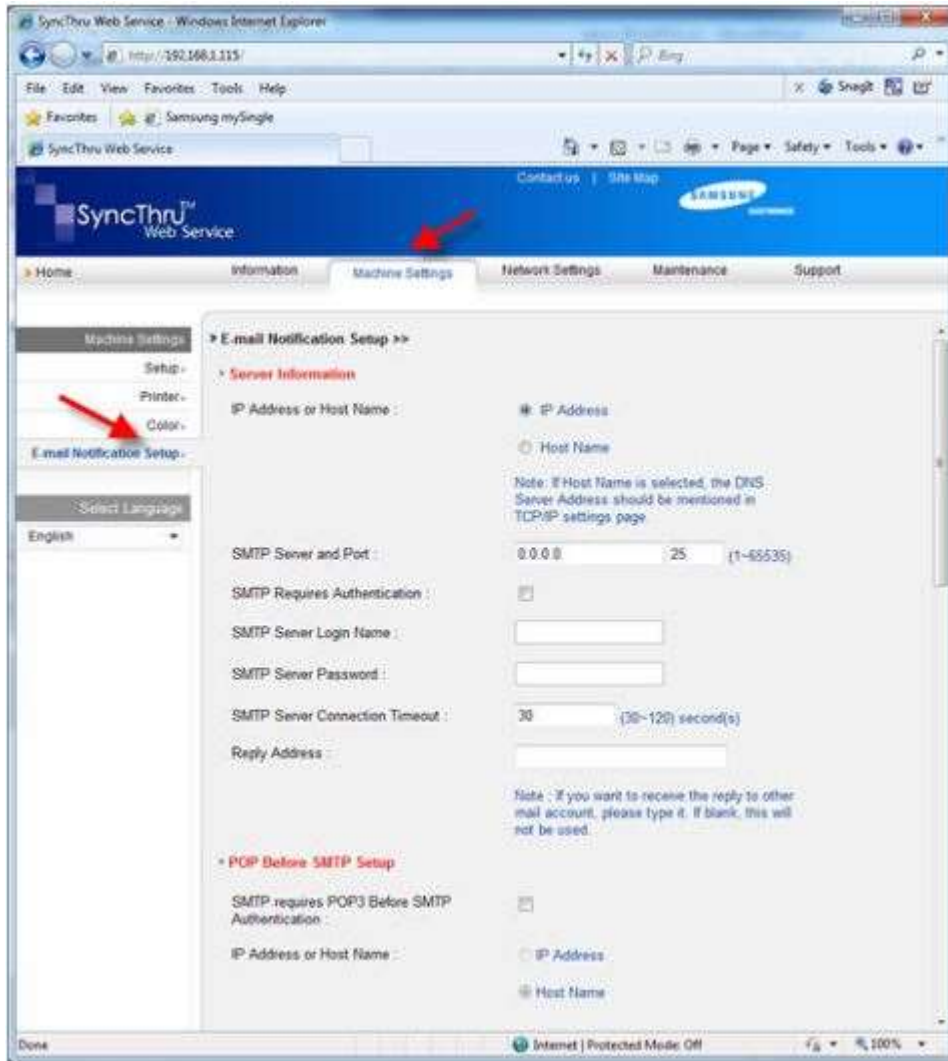 SyncThru Web Service - Windows Internet Explorer
http://192.168.1.115/
Bing
File Edit View Favorites Tools Help
x SnagIt
Favorites Samsung mySingle
SyncThru Web Service
Page Safety Tools
Contact us | Site Map
SAMSUNG
SyncThru™
Web Service
Home Information Machine Settings Network Settings Maintenance Support
Machine Settings
Setup
Printer
Color
E-mail Notification Setup
Select Language
English
E-mail Notification Setup >>
Server Information
IP Address or Host Name :
IP Address
Host Name
Note: If Host Name is selected, the DNS
Server Address should be mentioned in
TCP/IP settings page
SMTP Server and Port : 0.0.0.0 25 (1~65535)
SMTP Requires Authentication :
SMTP Server Login Name :
SMTP Server Password :
SMTP Server Connection Timeout : 30 (30~120) second(s)
Reply Address :
Note : If you want to receive the reply to other
mail account, please type it. If blank, this will
not be used.
POP Before SMTP Setup
SMTP requires POP3 Before SMTP
Authentication :
IP Address or Host Name :
IP Address
Host Name
Done Internet | Protected Mode: Off 100%